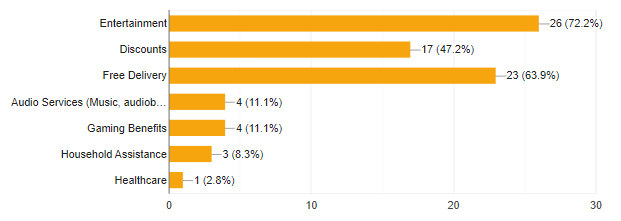 Entertainment 26 (72.2%)
Discounts 17 (47.2%)
Free Delivery 23 (63.9%)
Audio Services (Music, audiob... 4 (11.1%)
Gaming Benefits 4 (11.1%)
Household Assistance 3 (8.3%)
Healthcare 1 (2.8%)
0 10 20 30